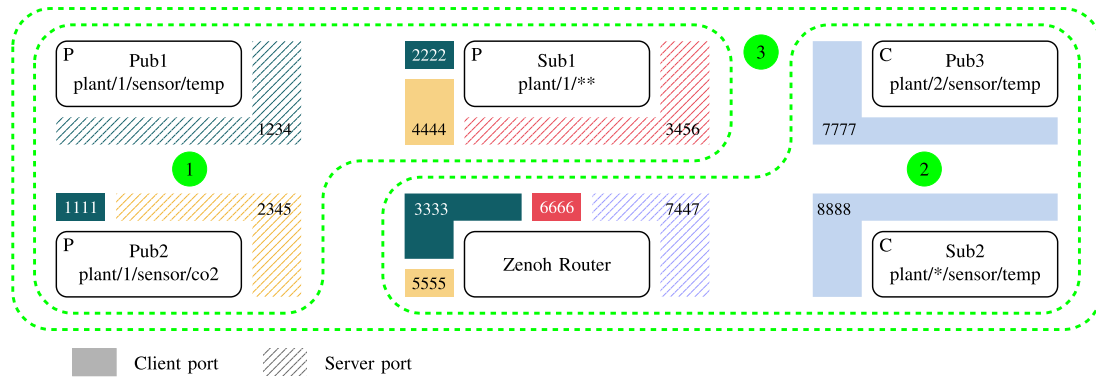 P
Pub1
plant/1/sensor/temp
1234
2222
4444
P
Sub1
plant/1/**
3456
3
C
Pub3
plant/2/sensor/temp
7777
1
2
1111
2345
P
Pub2
plant/1/sensor/co2
3333
6666
7447
5555
Zenoh Router
8888
C
Sub2
plant/*/sensor/temp
Client port
Server port